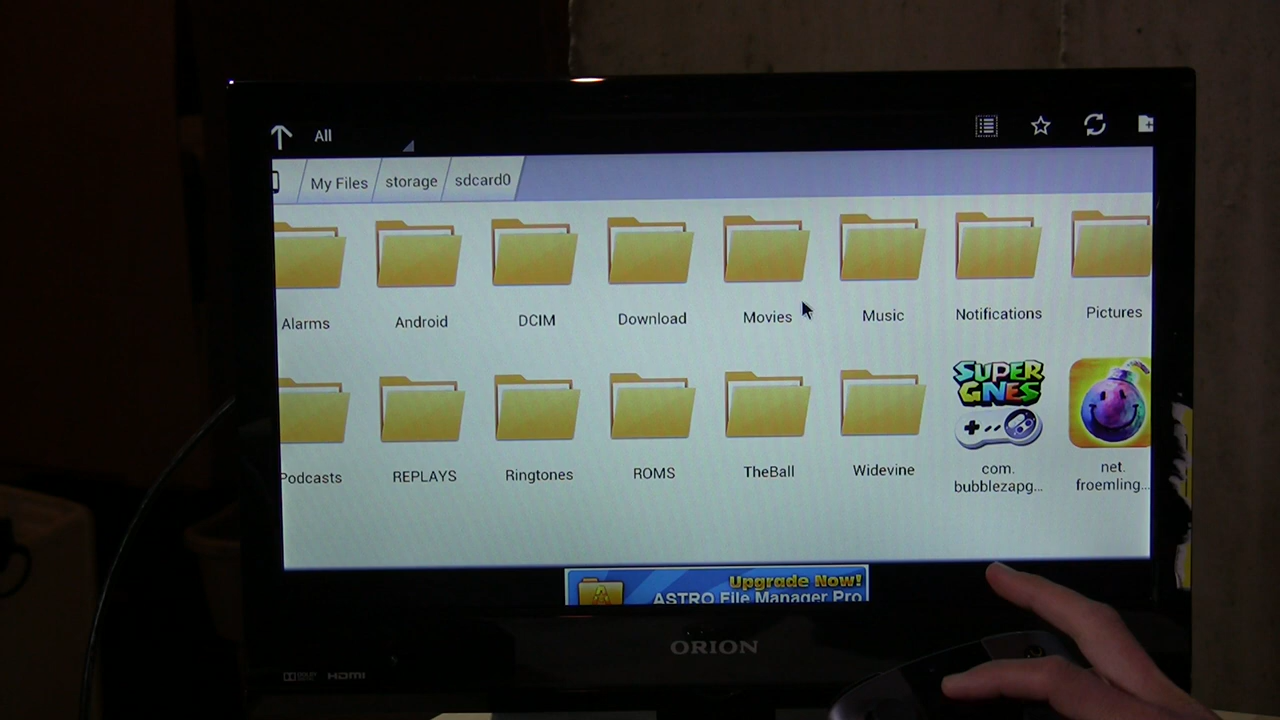 All
My Files storage sdcard0
Alarms Android DCIM Download Movies Music Notifications Pictures
SUPER
GNES
Podcasts REPLAYS Ringtones ROMS TheBall Widevine com. net.
bubblezapg... froemling...
Upgrade Now!
ASTRO File Manager Pro
ORION
DOLBY HDMI